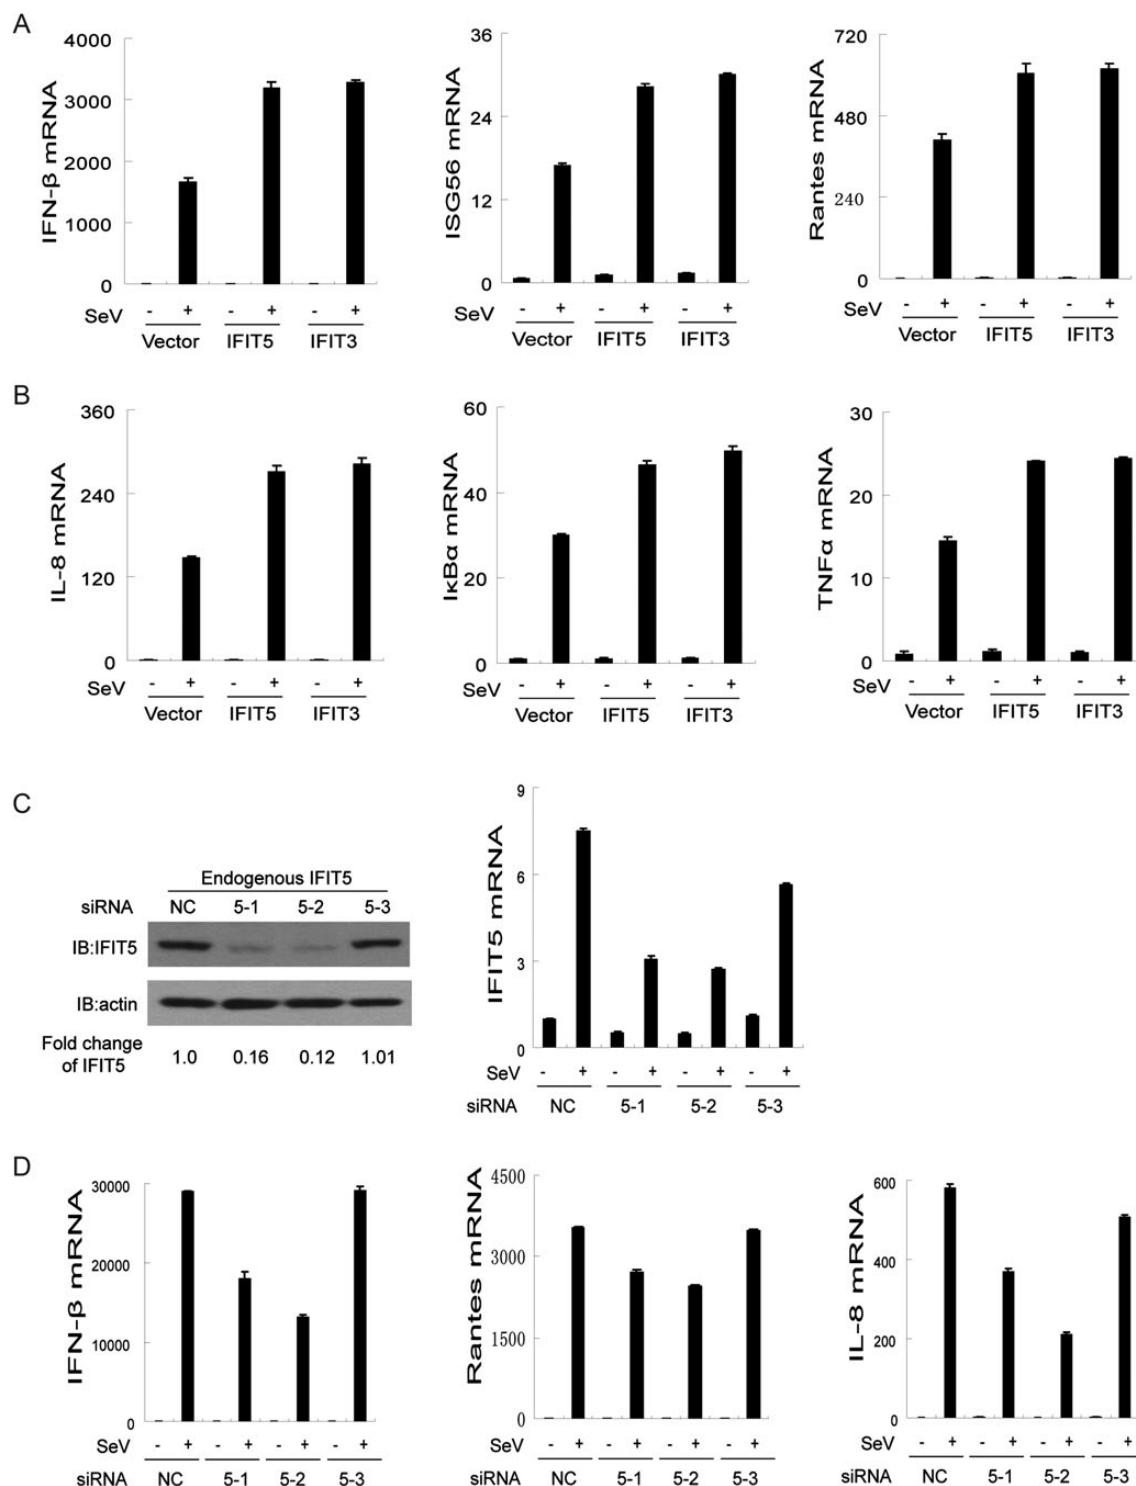 A
IFN-β mRNA
4000
3000
2000
1000
0
SeV - + - + - +
Vector IFIT5 IFIT3
ISG56 mRNA
36
24
12
0
SeV - + - + - +
Vector IFIT5 IFIT3
Rantes mRNA
720
480
240
0
SeV - + - + - +
Vector IFIT5 IFIT3
B
IL-8 mRNA
360
240
120
0
SeV - + - + - +
Vector IFIT5 IFIT3
IκBα mRNA
60
40
20
0
SeV - + - + - +
Vector IFIT5 IFIT3
TNFα mRNA
30
20
10
0
SeV - + - + - +
Vector IFIT5 IFIT3
C
Endogenous IFIT5
siRNA NC 5-1 5-2 5-3
IB:IFIT5
IB:actin
Fold change
of IFIT5 1.0 0.16 0.12 1.01
IFIT5 mRNA
9
6
3
0
SeV - + - + - + - +
siRNA NC 5-1 5-2 5-3
D
IFN-β mRNA
30000
20000
10000
0
SeV - + - + - + - +
siRNA NC 5-1 5-2 5-3
Rantes mRNA
4500
3000
1500
0
SeV - + - + - + - +
siRNA NC 5-1 5-2 5-3
IL-8 mRNA
600
400
200
0
SeV - + - + - + - +
siRNA NC 5-1 5-2 5-3